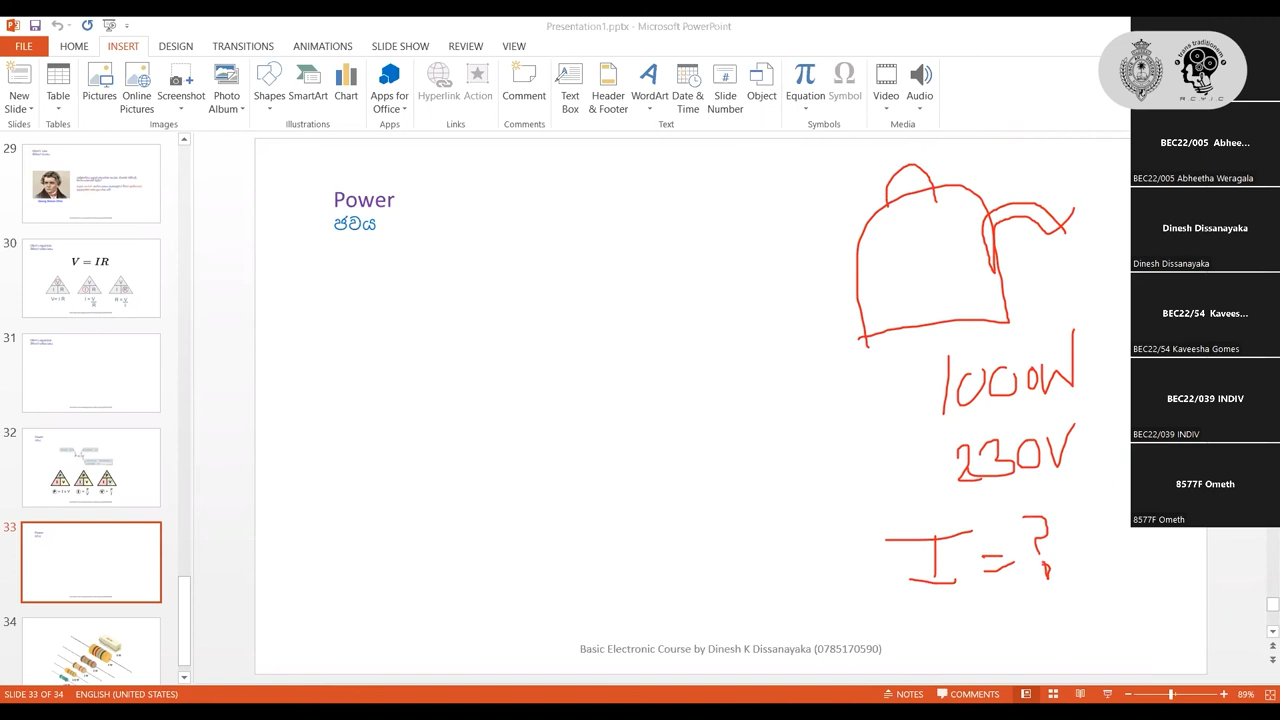 Presentation1.pptx - Microsoft PowerPoint
FILE HOME INSERT DESIGN TRANSITIONS ANIMATIONS SLIDE SHOW REVIEW VIEW
New Slide
Table
Pictures
Online Pictures
Screenshot
Photo Album
Shapes
SmartArt
Chart
Apps for Office
Hyperlink
Action
Comment
Text Box
Header & Footer
WordArt
Date & Time
Slide Number
Object
Equation
Symbol
Video
Audio
Slides Tables Images Illustrations Apps Links Comments Text Symbols Media
29
30
V = IR
31
32
33
34
Power
ජවය
1000W
230V
I = ?
Basic Electronic Course by Dinesh K Dissanayaka (0785170590)
RCYIC
BEC22/005 Abhee...
BEC22/005 Abheetha Weragala
Dinesh Dissanayaka
Dinesh Dissanayaka
BEC22/54 Kavees...
BEC22/54 Kaveesha Gomes
BEC22/039 INDIV
BEC22/039 INDIV
8577F Ometh
8577F Ometh
SLIDE 33 OF 34 ENGLISH (UNITED STATES) NOTES COMMENTS 89%